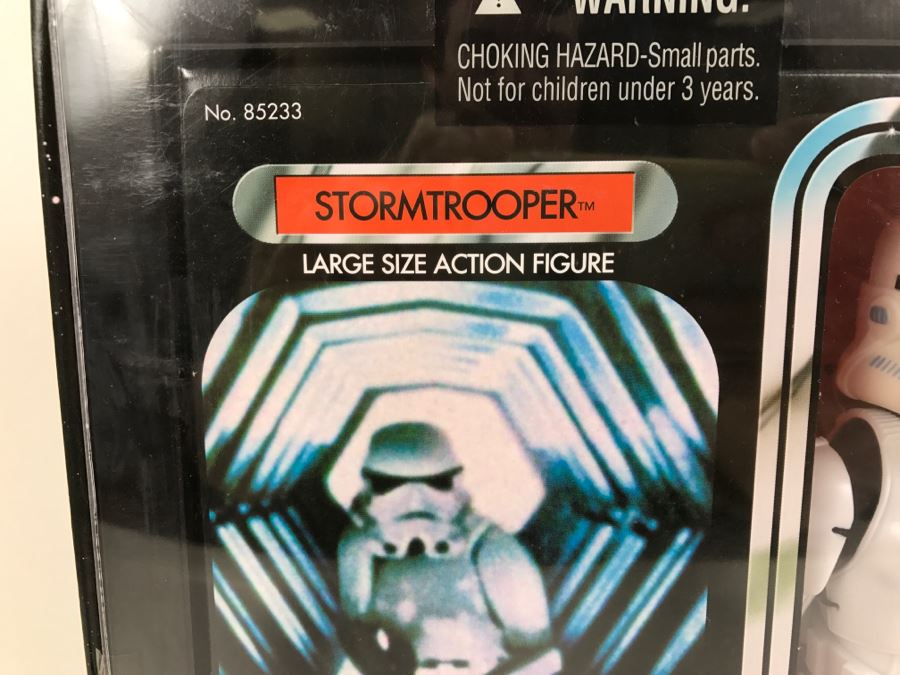 WARNING:
CHOKING HAZARD-Small parts.
Not for children under 3 years.
No. 85233
STORMTROOPER™
LARGE SIZE ACTION FIGURE